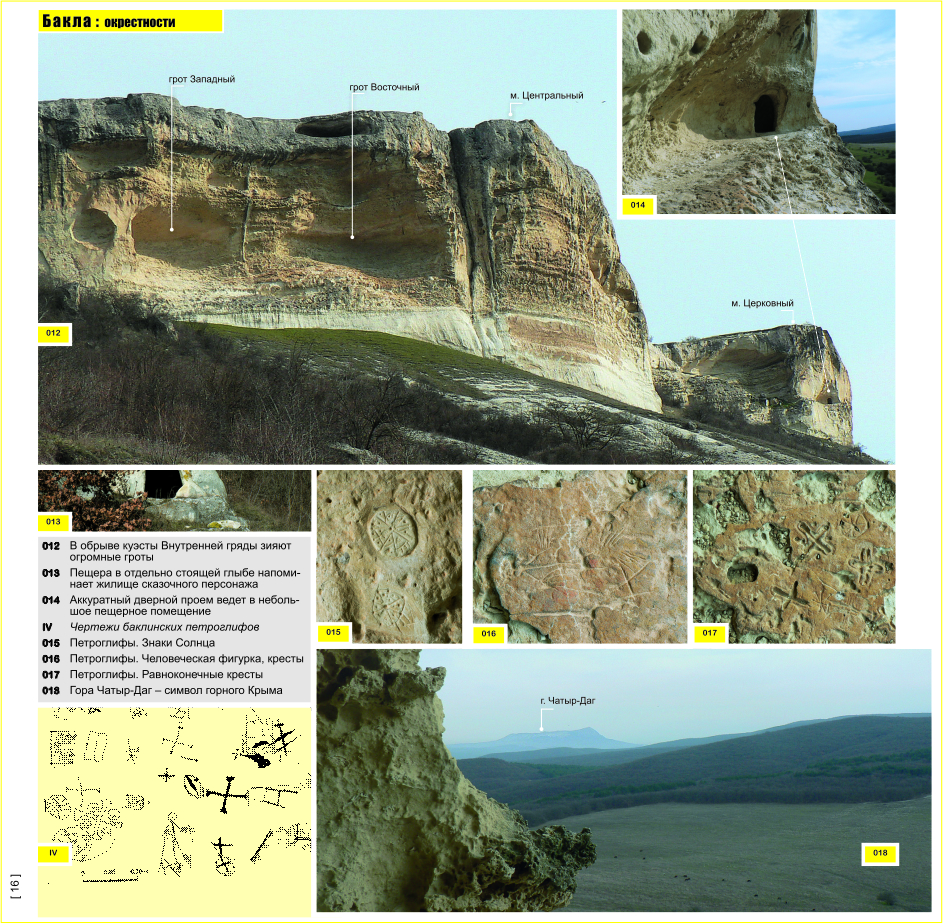 Бакла : окрестности
грот Западный
грот Восточный
м. Центральный
014
м. Церковный
012
013
012 В обрыве куэсты Внутренней гряды зияют
огромные гроты
013 Пещера в отдельно стоящей глыбе напоми-
нает жилище сказочного персонажа
014 Аккуратный дверной проем ведет в неболь-
шое пещерное помещение
IV Чертежи баклинских петроглифов
015 Петроглифы. Знаки Солнца
016 Петроглифы. Человеческая фигурка, кресты
017 Петроглифы. Равноконечные кресты
018 Гора Чатыр-Даг – символ горного Крыма
015
016
017
г. Чатыр-Даг
IV
018
[ 16 ]